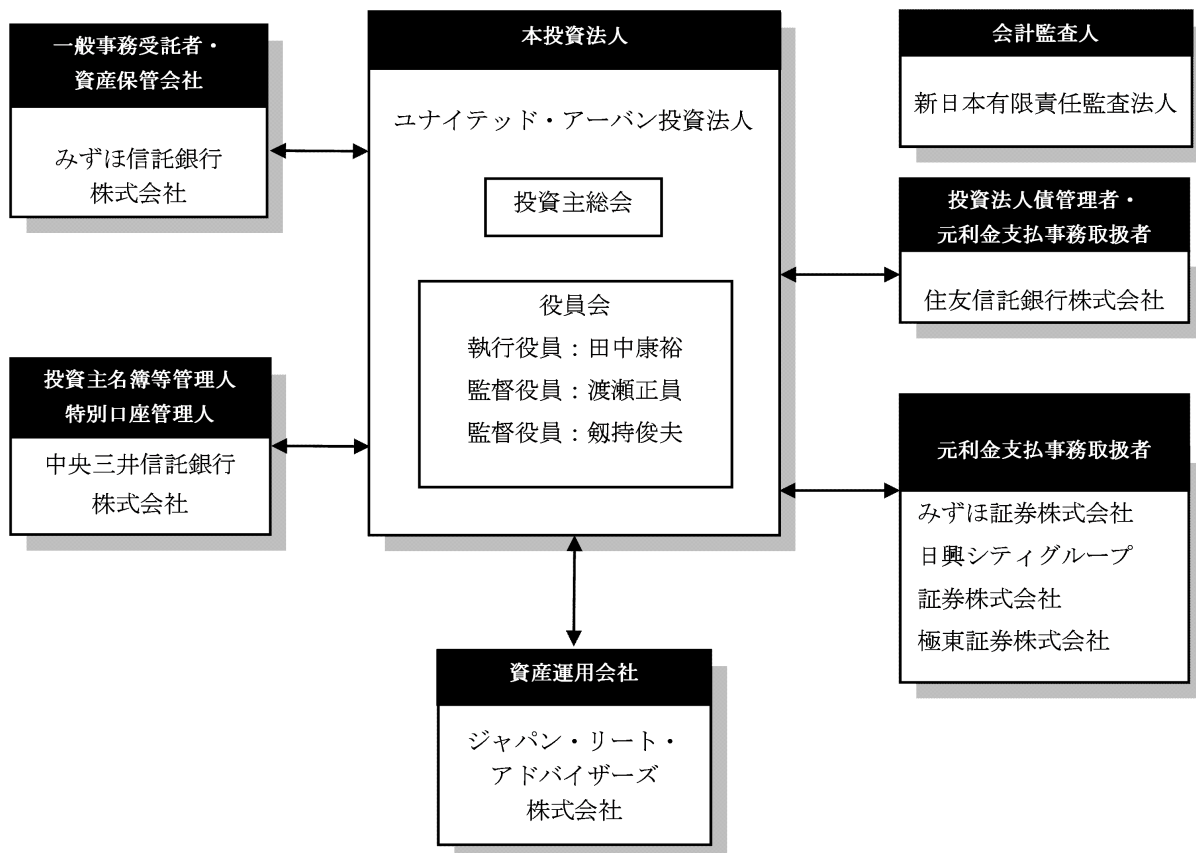 一般事務受託者・
資産保管会社
みずほ信託銀行
株式会社
投資主名簿等管理人
特別口座管理人
中央三井信託銀行
株式会社
本投資法人
ユナイテッド・アーバン投資法人
投資主総会
役員会
執行役員：田中康裕
監督役員：渡瀬正員
監督役員：剱持俊夫
資産運用会社
ジャパン・リート・
アドバイザーズ
株式会社
会計監査人
新日本有限責任監査法人
投資法人債管理者・
元利金支払事務取扱者
住友信託銀行株式会社
元利金支払事務取扱者
みずほ証券株式会社
日興シティグループ
証券株式会社
極東証券株式会社